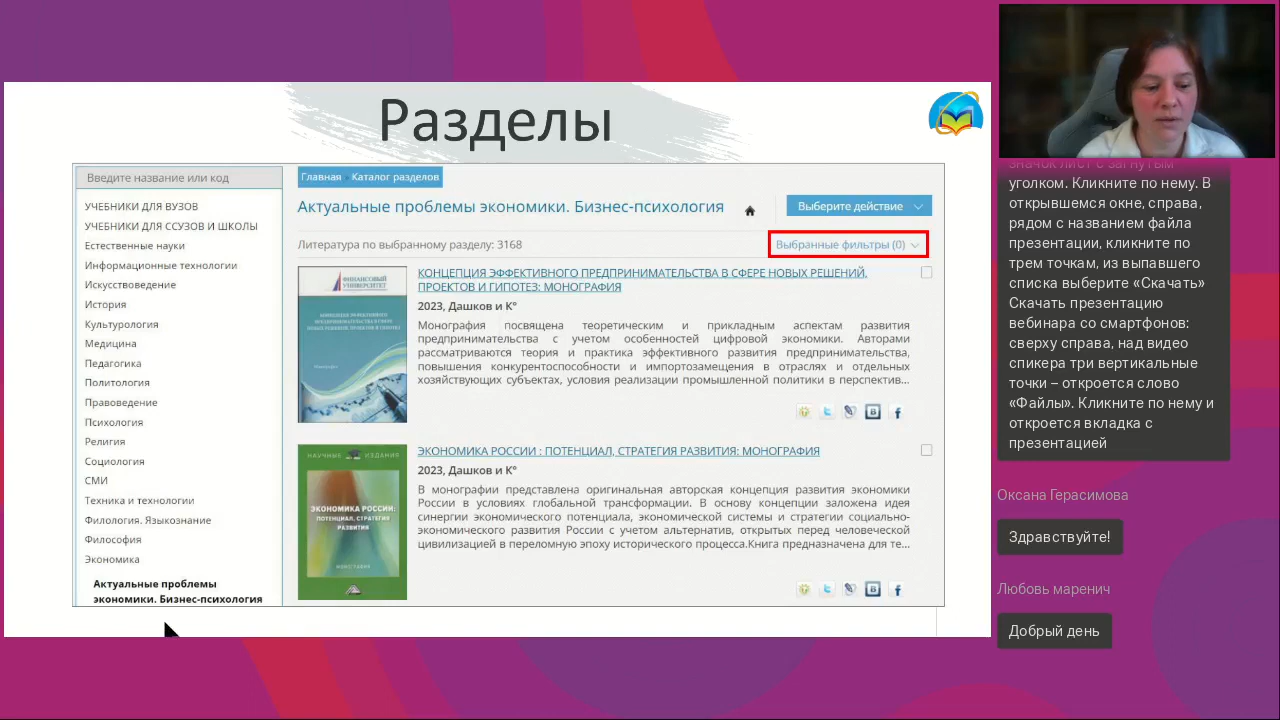 Разделы
Введите название или код
УЧЕБНИКИ ДЛЯ ВУЗОВ
УЧЕБНИКИ ДЛЯ ССУЗОВ И ШКОЛЫ
Естественные науки
Информационные технологии
Искусствоведение
История
Культурология
Медицина
Педагогика
Политология
Правоведение
Психология
Религия
Социология
СМИ
Техника и технологии
Филология. Языкознание
Философия
Экономика
Актуальные проблемы
экономики. Бизнес-психология
Главная Каталог разделов
Актуальные проблемы экономики. Бизнес-психология
Выберите действие
Литература по выбранному разделу: 3168
Выбранные фильтры (0)
ФИНАНСОВЫЙ
УНИВЕРСИТЕТ
КОНЦЕПЦИЯ ЭФФЕКТИВНОГО ПРЕДПРИНИМАТЕЛЬСТВА В СФЕРЕ НОВЫХ РЕШЕНИЙ,
ПРОЕКТОВ И ГИПОТЕЗ: МОНОГРАФИЯ
2023, Дашков и К°
Монография посвящена теоретическим и прикладным аспектам развития
предпринимательства с учетом особенностей цифровой экономики. Авторами
рассматриваются теория и практика эффективного развития предпринимательства,
повышения конкурентоспособности и импортозамещения в отраслях и отдельных
хозяйствующих субъектах, условия реализации промышленной политики в перспектив...
НАУЧНЫЕ ИЗДАНИЯ
ЭКОНОМИКА РОССИИ:
ПОТЕНЦИАЛ, СТРАТЕГИЯ
РАЗВИТИЯ
ЭКОНОМИКА РОССИИ : ПОТЕНЦИАЛ, СТРАТЕГИЯ РАЗВИТИЯ: МОНОГРАФИЯ
2023, Дашков и К°
В монографии представлена оригинальная авторская концепция развития экономики
России в условиях глобальной трансформации. В основу концепции заложена идея
синергии экономического потенциала, экономической системы и стратегии социально-
экономического развития России с учетом альтернатив, открытых перед человеческой
цивилизацией в переломную эпоху исторического процесса.Книга предназначена для те...
значок лист с загнутым
уголком. Кликните по нему. В
открывшемся окне, справа,
рядом с названием файла
презентации, кликните по
трем точкам, из выпавшего
списка выберите «Скачать»
Скачать презентацию
вебинара со смартфонов:
сверху справа, над видео
спикера три вертикальные
точки – откроется слово
«Файлы». Кликните по нему и
откроется вкладка с
презентацией
Оксана Герасимова
Здравствуйте!
Любовь маренич
Добрый день